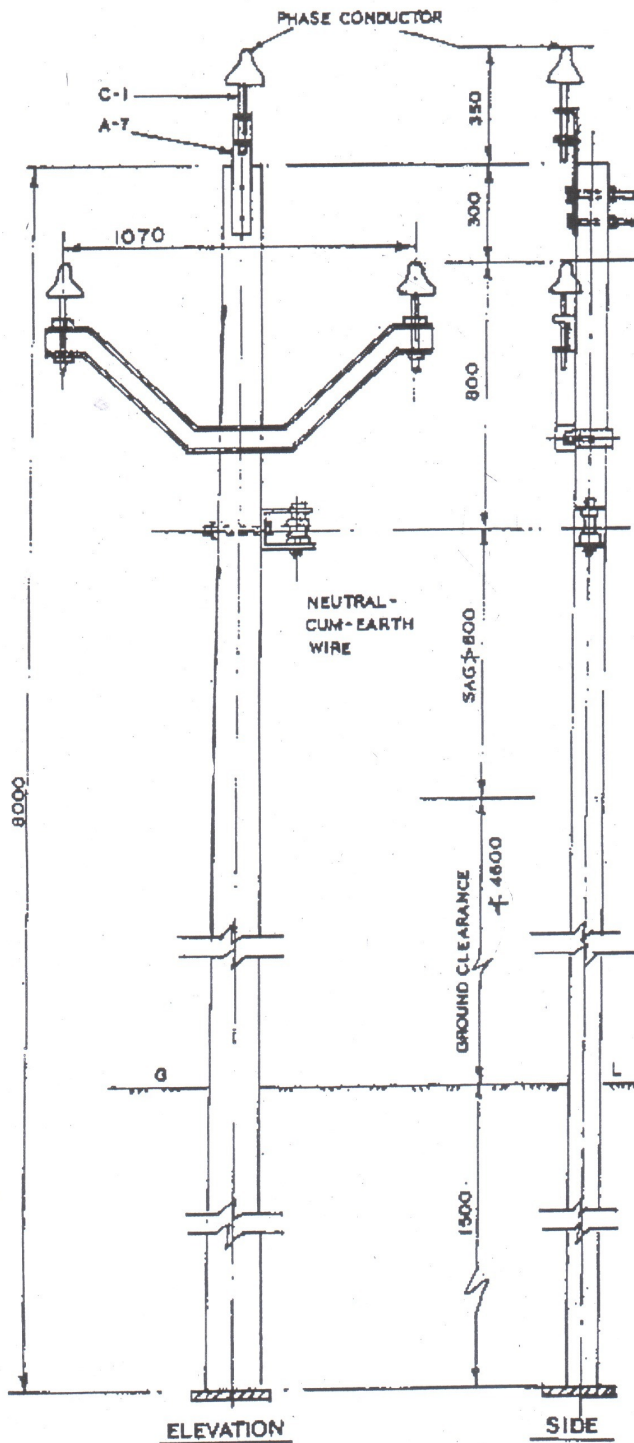 PHASE CONDUCTOR
C-1
A-7
350
300
1070
800
NEUTRAL-
CUM-EARTH
WIRE
SAG ≯ 600
8000
GROUND CLEARANCE
≮ 4600
G
L
1500
ELEVATION
SIDE